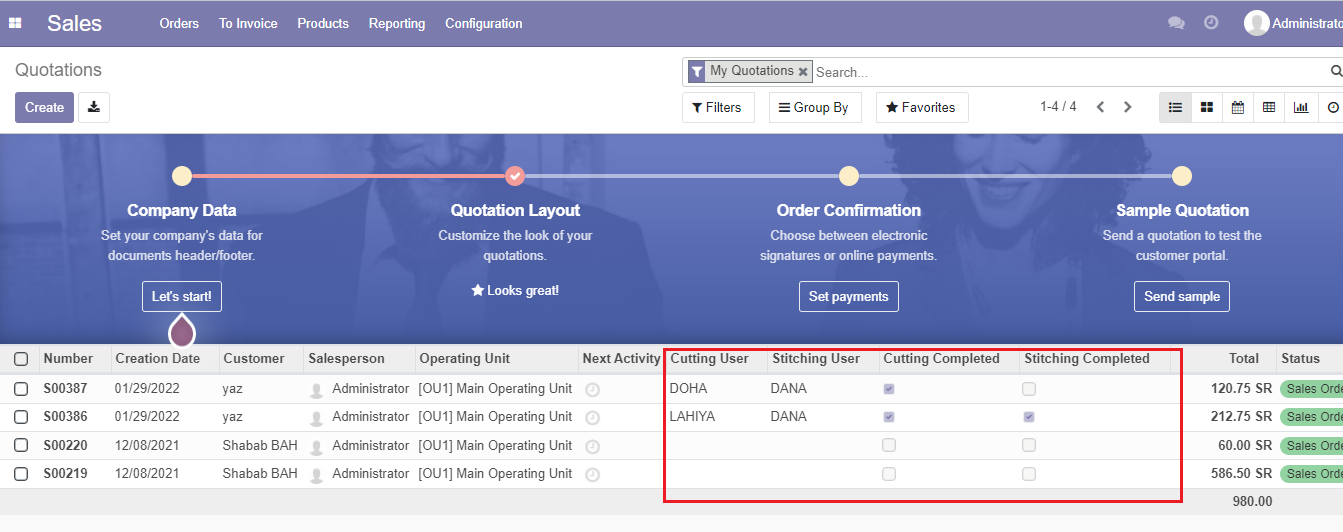 Sales Orders To Invoice Products Reporting Configuration Administrato
Quotations
My Quotations × Search...
Create
Filters Group By Favorites 1-4 / 4
Company Data Quotation Layout Order Confirmation Sample Quotation
Set your company's data for Customize the look of your Choose between electronic Send a quotation to test the
documents header/footer. quotations. signatures or online payments. customer portal.
Let's start! Looks great! Set payments Send sample
Number Creation Date Customer Salesperson Operating Unit Next Activity Cutting User Stitching User Cutting Completed Stitching Completed Total Status
S00387 01/29/2022 yaz Administrator [OU1] Main Operating Unit DOHA DANA 120.75 SR Sales Orde
S00386 01/29/2022 yaz Administrator [OU1] Main Operating Unit LAHIYA DANA 212.75 SR Sales Orde
S00220 12/08/2021 Shabab BAH Administrator [OU1] Main Operating Unit 60.00 SR Sales Orde
S00219 12/08/2021 Shabab BAH Administrator [OU1] Main Operating Unit 586.50 SR Sales Orde
980.00